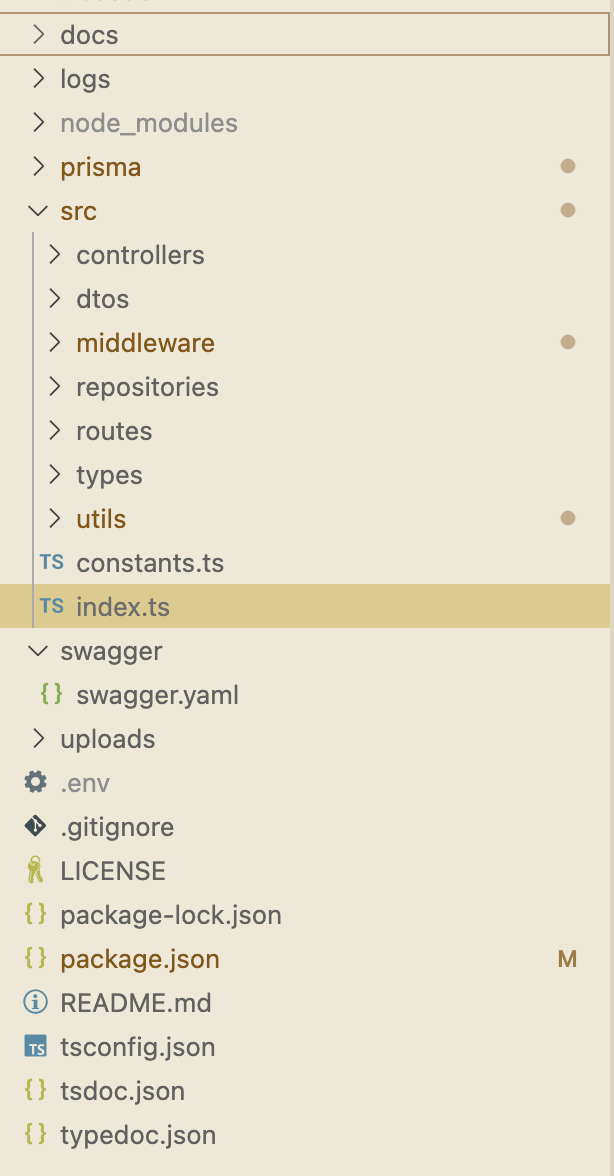 docs
logs
node_modules
prisma
src
controllers
dtos
middleware
repositories
routes
types
utils
TS constants.ts
TS index.ts
swagger
{} swagger.yaml
uploads
.env
.gitignore
LICENSE
{} package-lock.json
{} package.json M
README.md
TS tsconfig.json
{} tsdoc.json
{} typedoc.json